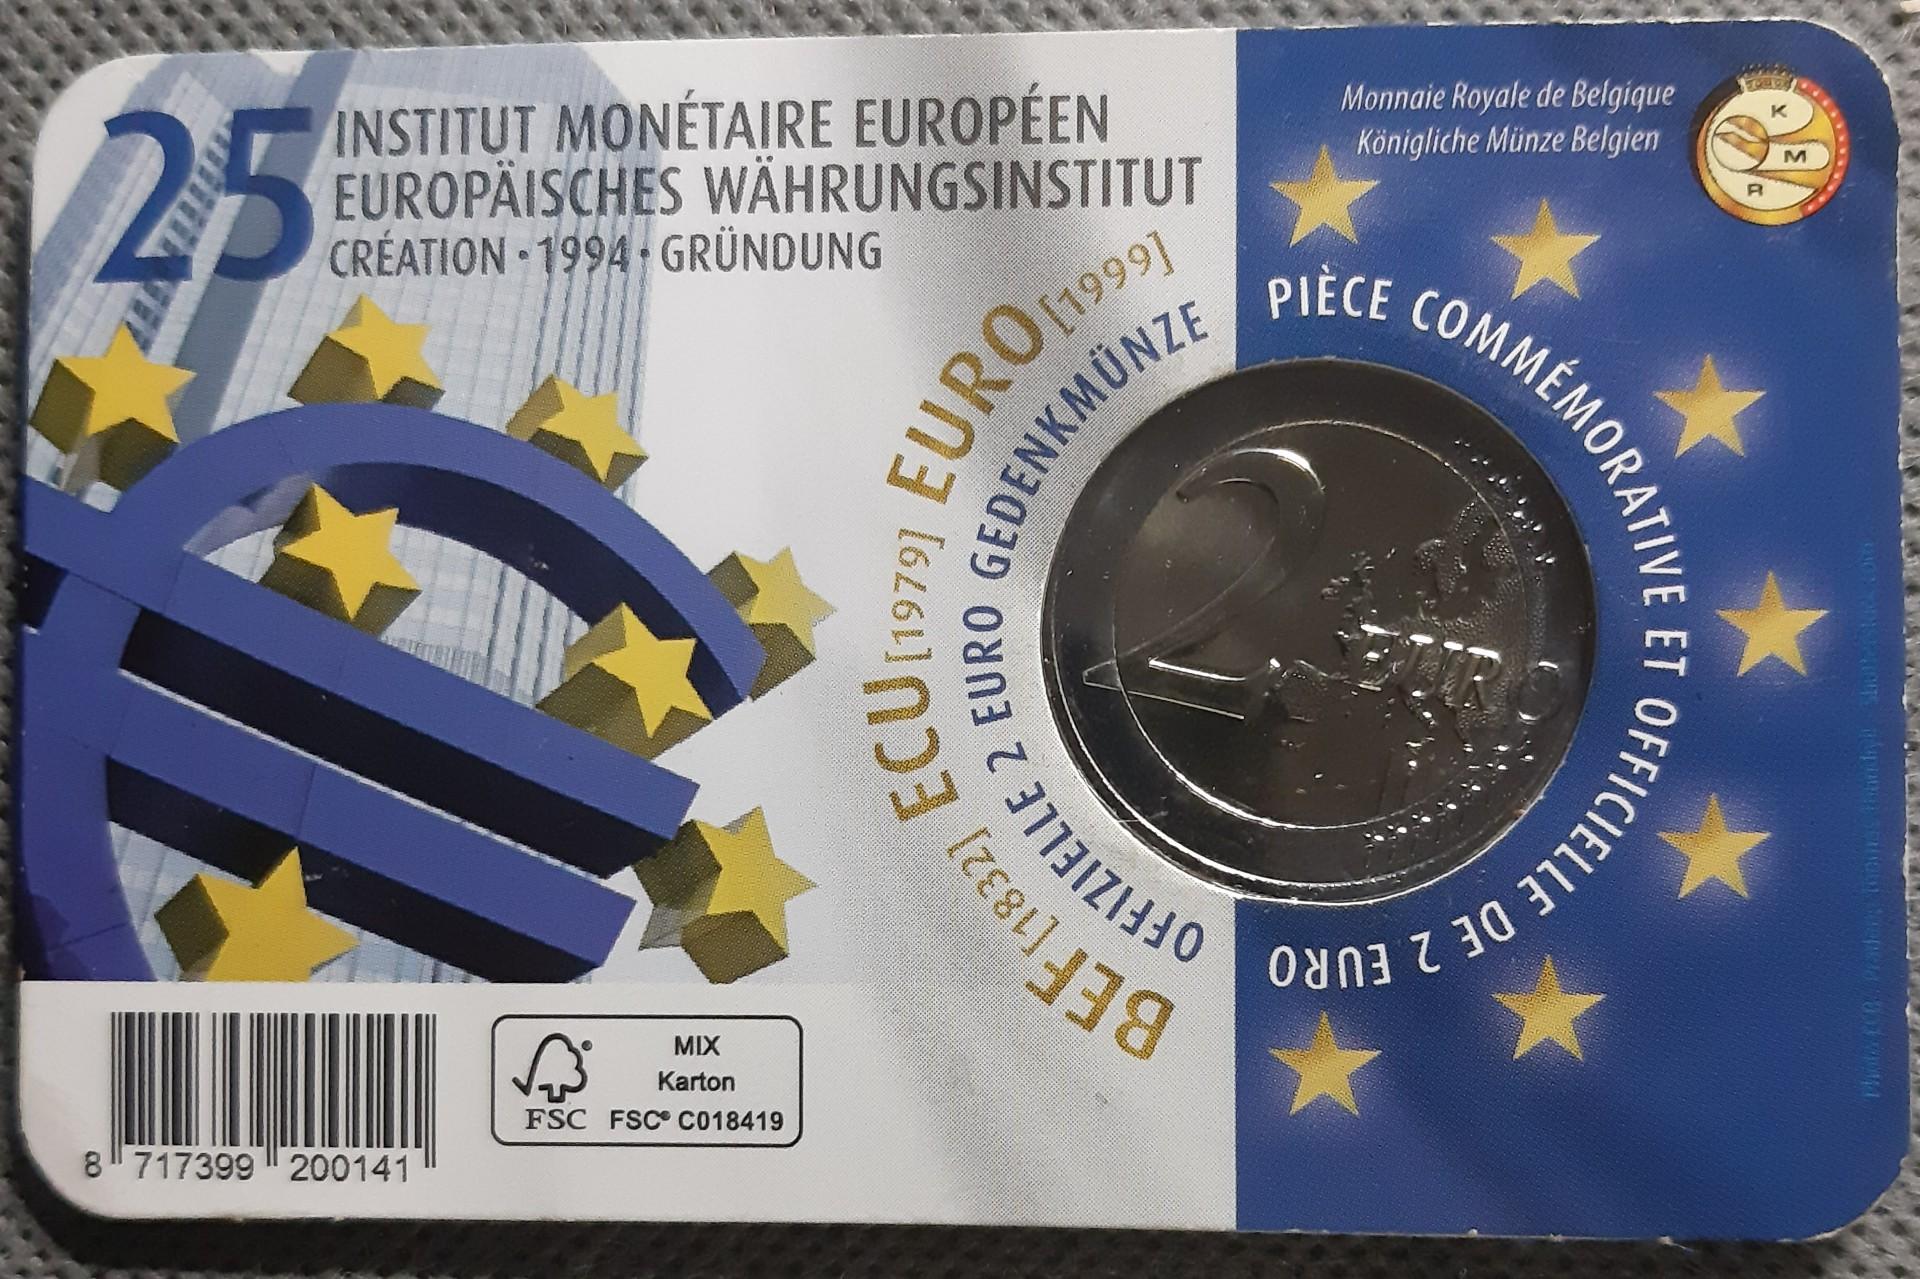 25
INSTITUT MONÉTAIRE EUROPÉEN
EUROPÄISCHES WÄHRUNGSINSTITUT
CRÉATION · 1994 · GRÜNDUNG
Monnaie Royale de Belgique
Königliche Münze Belgien
K
M
R
BEF [1832] ECU [1979] EURO [1999]
OFFIZIELLE 2 EURO GEDENKMÜNZE
PIÈCE COMMÉMORATIVE ET OFFICIELLE DE 2 EURO
2 EURO
8 717399 200141
FSC
MIX
Karton
FSC® C018419